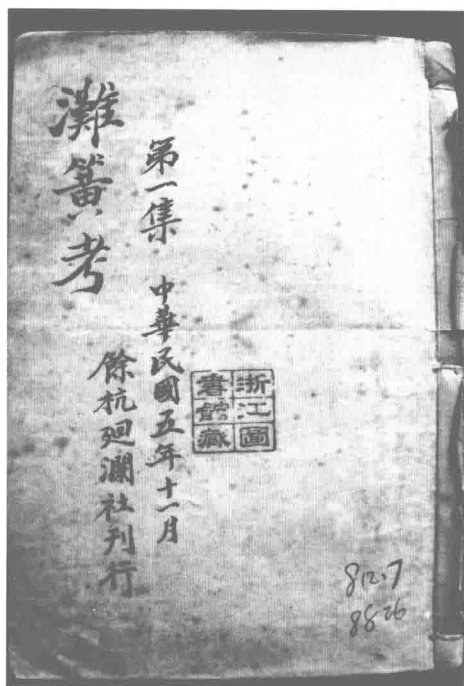 灘簧考
第一集 中華民國五年十一月
餘杭廻瀾社刊行
浙江圖
書館藏
812.7
8826